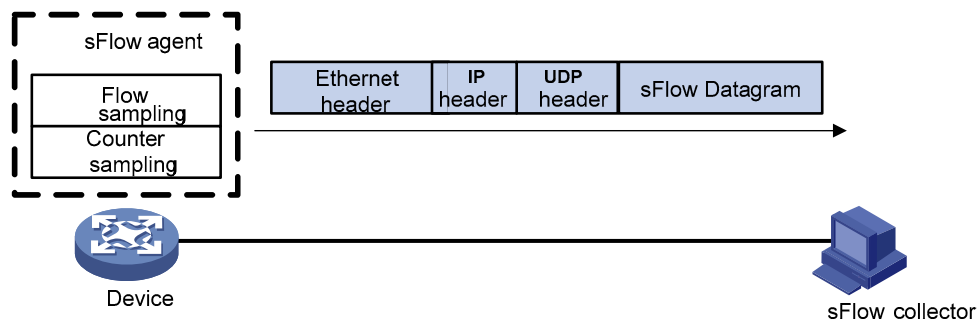 sFlow agent
Flow
sampling
Counter
sampling
Ethernet
header
IP
header
UDP
header
sFlow Datagram
Device
sFlow collector